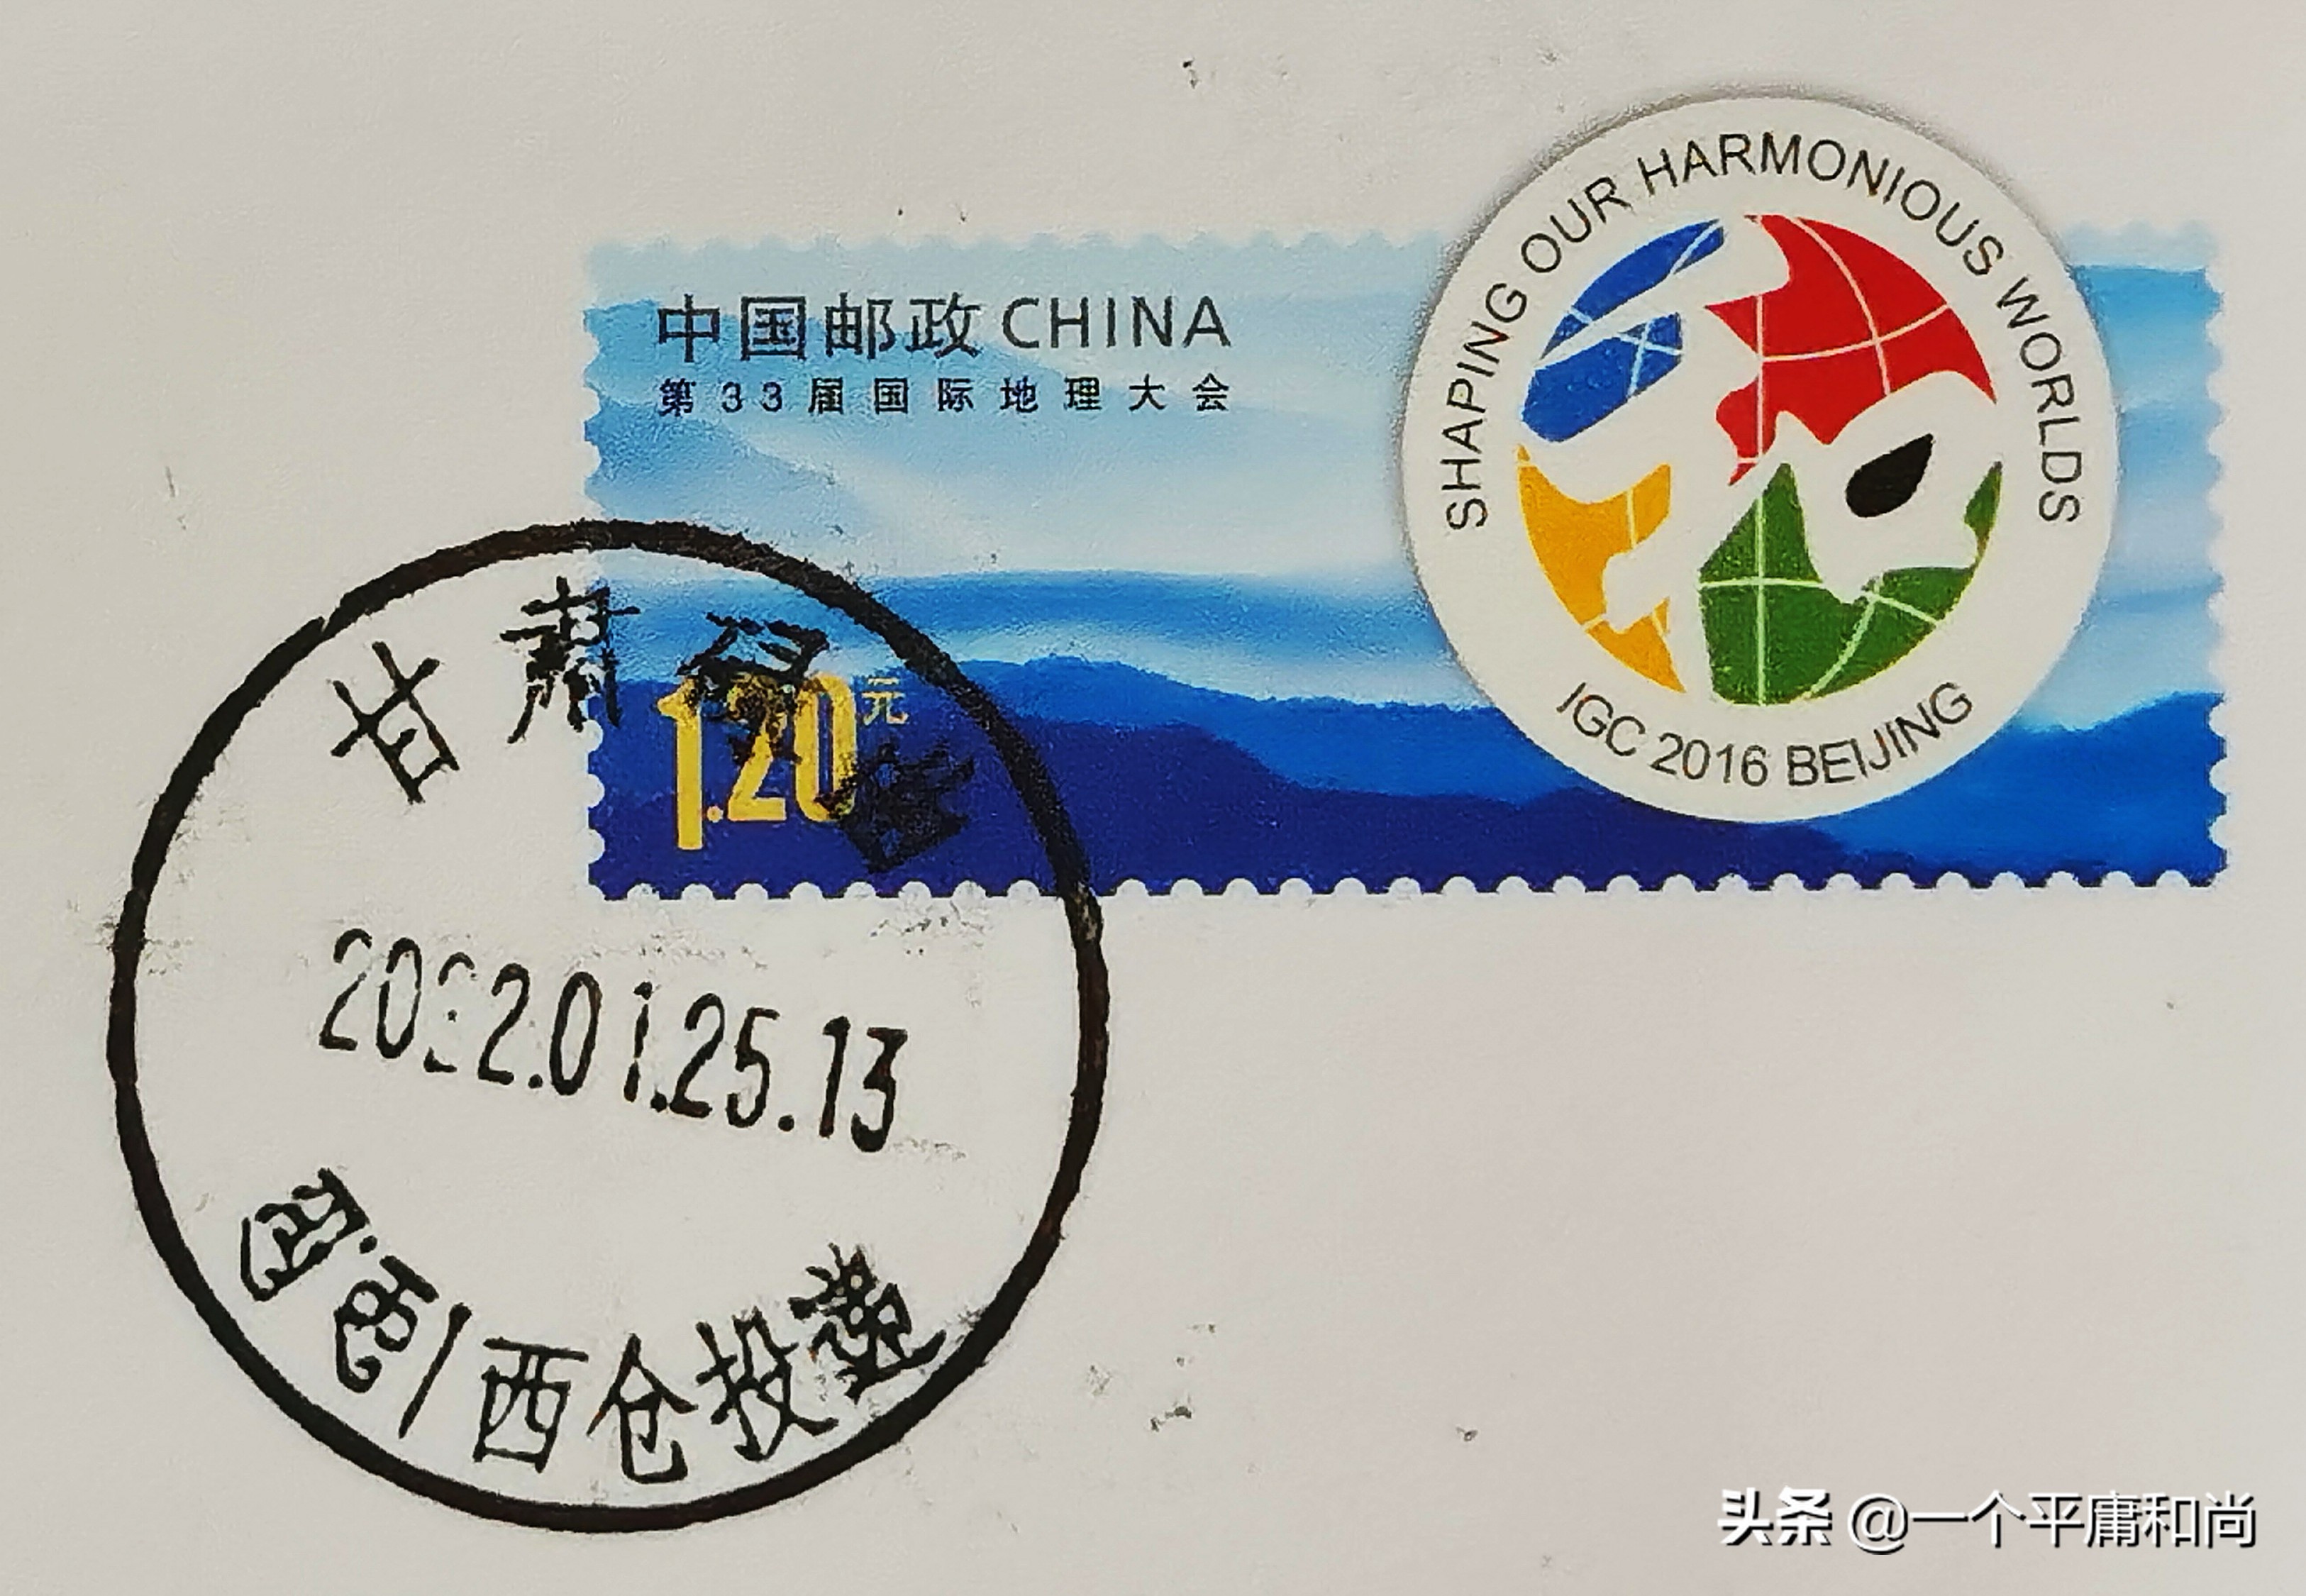 SHAPING OUR HARMONIOUS WORLDS
中国邮政 CHINA
第33届国际地理大会
1.20元
IGC 2016 BEIJING
甘肃
2022.01.25.13
西仓投递
头条 @一个平庸和尚